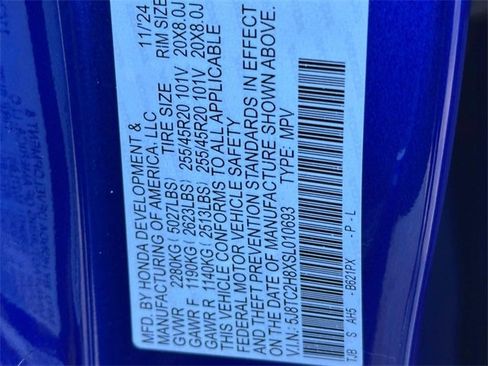 MFD. BY HONDA DEVELOPMENT & 11/'24
MANUFACTURING OF AMERICA, LLC
TIRE SIZE RIM SIZE
GVWR 2280KG ( 5027LBS)
GAWR F 1190KG ( 2623LBS) 255/45R20 101V 20X8.0J
GAWR R 1140KG ( 2513LBS) 255/45R20 101V 20X8.0J
THIS VEHICLE CONFORMS TO ALL APPLICABLE
FEDERAL MOTOR VEHICLE SAFETY
AND THEFT PREVENTION STANDARDS IN EFFECT
ON THE DATE OF MANUFACTURE SHOWN ABOVE.
V.I.N: 5J8TC2H8XSL010693 TYPE: MPV
TJB S AH5 -B621PX -P -L